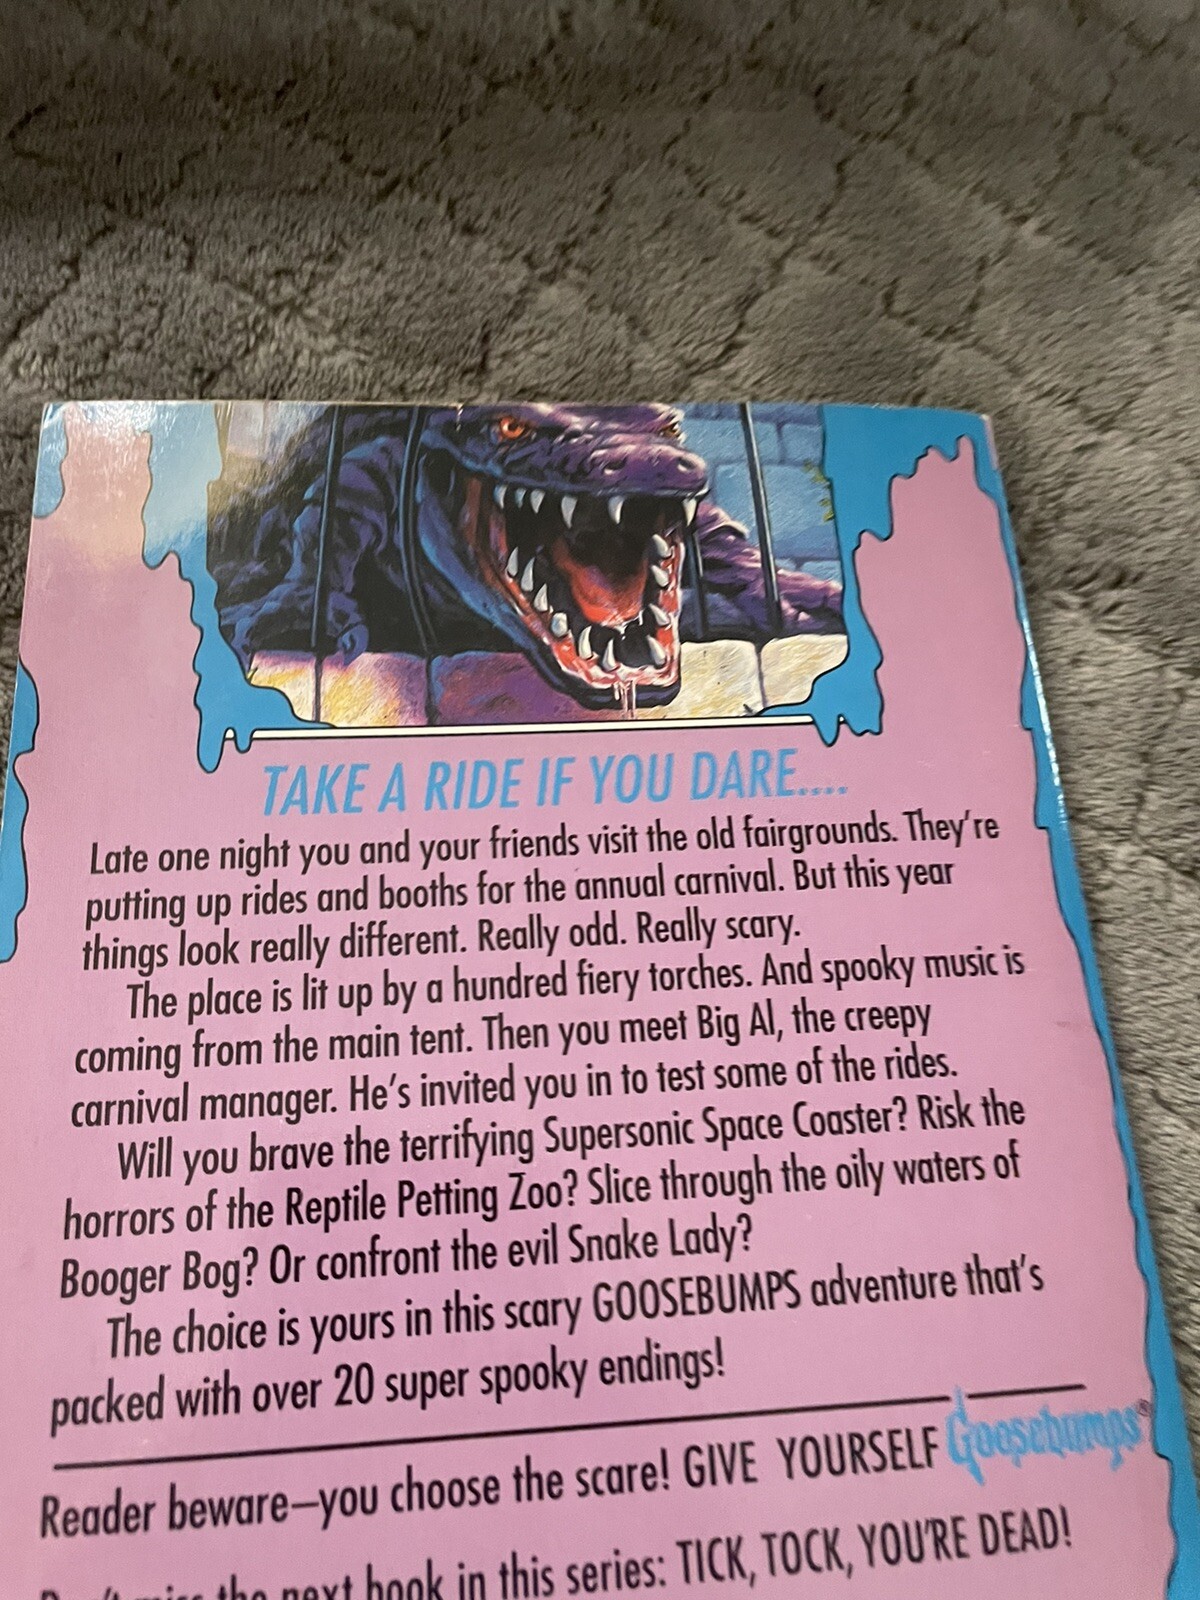 TAKE A RIDE IF YOU DARE....
Late one night you and your friends visit the old fairgrounds. They're
putting up rides and booths for the annual carnival. But this year
things look really different. Really odd. Really scary.
The place is lit up by a hundred fiery torches. And spooky music is
coming from the main tent. Then you meet Big Al, the creepy
carnival manager. He's invited you in to test some of the rides.
Will you brave the terrifying Supersonic Space Coaster? Risk the
horrors of the Reptile Petting Zoo? Slice through the oily waters of
Booger Bog? Or confront the evil Snake Lady?
The choice is yours in this scary GOOSEBUMPS adventure that's
packed with over 20 super spooky endings!
Reader beware—you choose the scare! GIVE YOURSELF Goosebumps®
Don't miss the next book in this series: TICK, TOCK, YOU'RE DEAD!